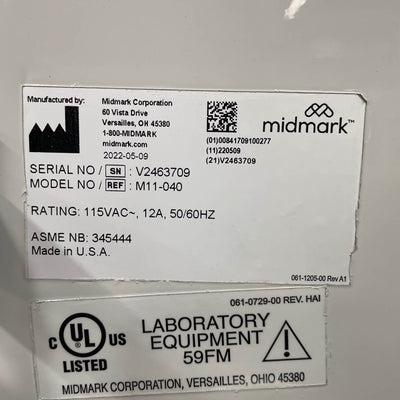 Manufactured by:
Midmark Corporation
60 Vista Drive
Versailles, OH 45380
1-800-MIDMARK
midmark.com
2022-05-09
(01)00841709100277
(11)220509
(21)V2463709
midmark™
SERIAL NO / SN : V2463709
MODEL NO / REF : M11-040
RATING: 115VAC~, 12A, 50/60HZ
ASME NB: 345444
Made in U.S.A.
061-1205-00 Rev A1
061-0729-00 REV. HAI
C UL US
LISTED
LABORATORY
EQUIPMENT
59FM
MIDMARK CORPORATION, VERSAILLES, OHIO 45380